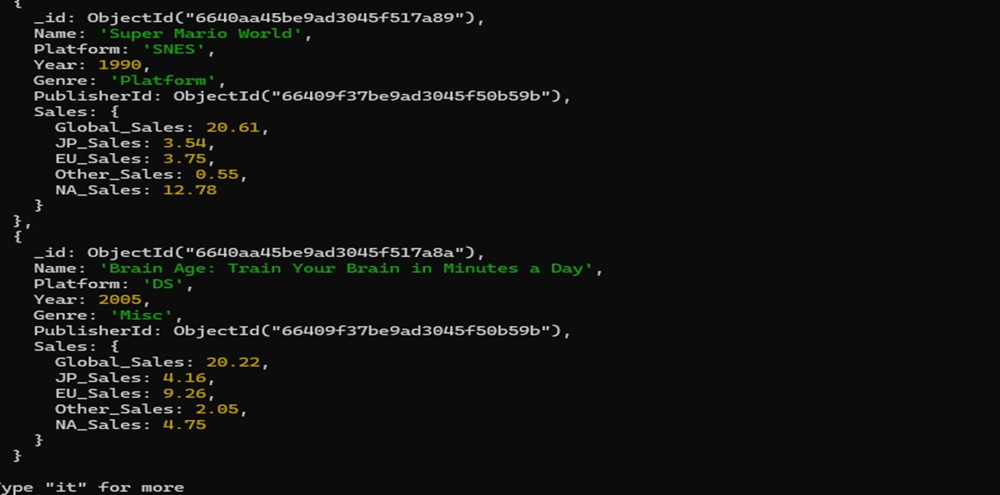 {
_id: ObjectId("6640aa45be9ad3045f517a89"),
Name: 'Super Mario World',
Platform: 'SNES',
Year: 1990,
Genre: 'Platform',
PublisherId: ObjectId("66409f37be9ad3045f50b59b"),
Sales: {
Global_Sales: 20.61,
JP_Sales: 3.54,
EU_Sales: 3.75,
Other_Sales: 0.55,
NA_Sales: 12.78
}
},
{
_id: ObjectId("6640aa45be9ad3045f517a8a"),
Name: 'Brain Age: Train Your Brain in Minutes a Day',
Platform: 'DS',
Year: 2005,
Genre: 'Misc',
PublisherId: ObjectId("66409f37be9ad3045f50b59b"),
Sales: {
Global_Sales: 20.22,
JP_Sales: 4.16,
EU_Sales: 9.26,
Other_Sales: 2.05,
NA_Sales: 4.75
}
}
Type "it" for more